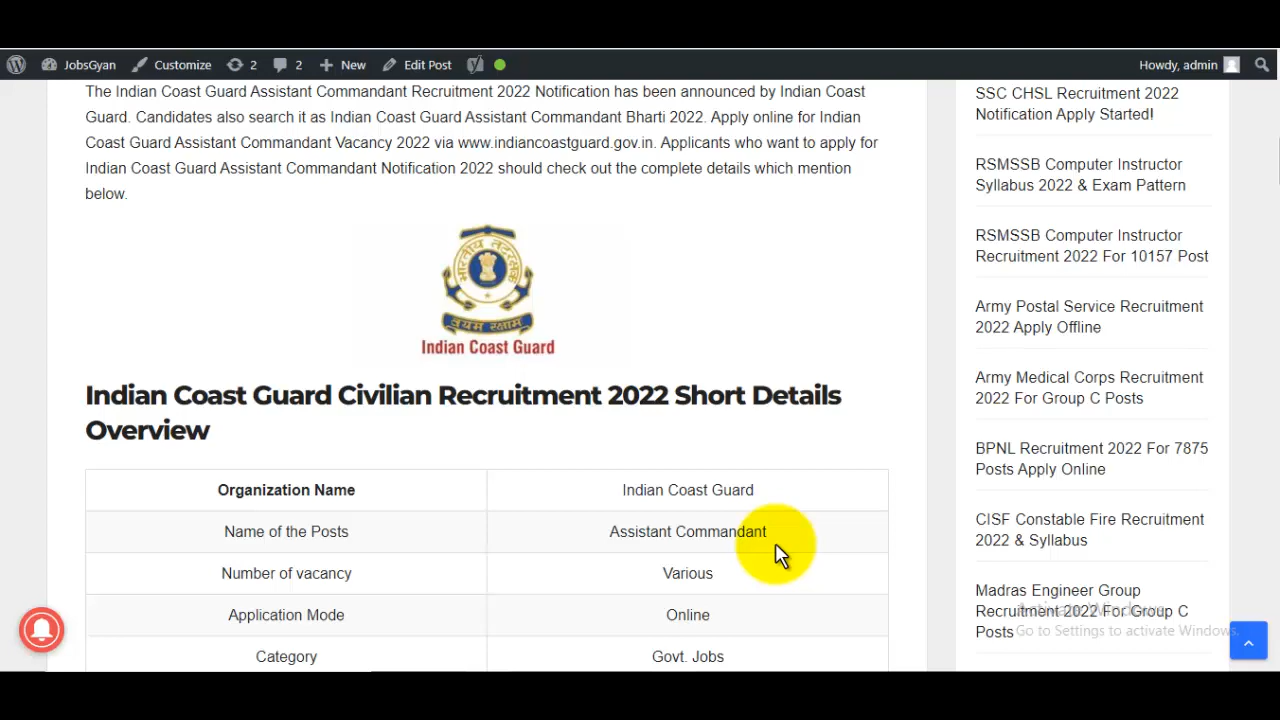 JobsGyan Customize 2 2 New Edit Post Howdy, admin
The Indian Coast Guard Assistant Commandant Recruitment 2022 Notification has been announced by Indian Coast
Guard. Candidates also search it as Indian Coast Guard Assistant Commandant Bharti 2022. Apply online for Indian
Coast Guard Assistant Commandant Vacancy 2022 via www.indiancoastguard.gov.in. Applicants who want to apply for
Indian Coast Guard Assistant Commandant Notification 2022 should check out the complete details which mention
below.
भारतीय तटरक्षक
वयम रक्षामः
Indian Coast Guard
Indian Coast Guard Civilian Recruitment 2022 Short Details
Overview
Organization Name Indian Coast Guard
Name of the Posts Assistant Commandant
Number of vacancy Various
Application Mode Online
Category Govt. Jobs
SSC CHSL Recruitment 2022
Notification Apply Started!
RSMSSB Computer Instructor
Syllabus 2022 & Exam Pattern
RSMSSB Computer Instructor
Recruitment 2022 For 10157 Post
Army Postal Service Recruitment
2022 Apply Offline
Army Medical Corps Recruitment
2022 For Group C Posts
BPNL Recruitment 2022 For 7875
Posts Apply Online
CISF Constable Fire Recruitment
2022 & Syllabus
Madras Engineer Group
Recruitment 2022 For Group C
Posts
Activate Windows
Go to Settings to activate Windows.